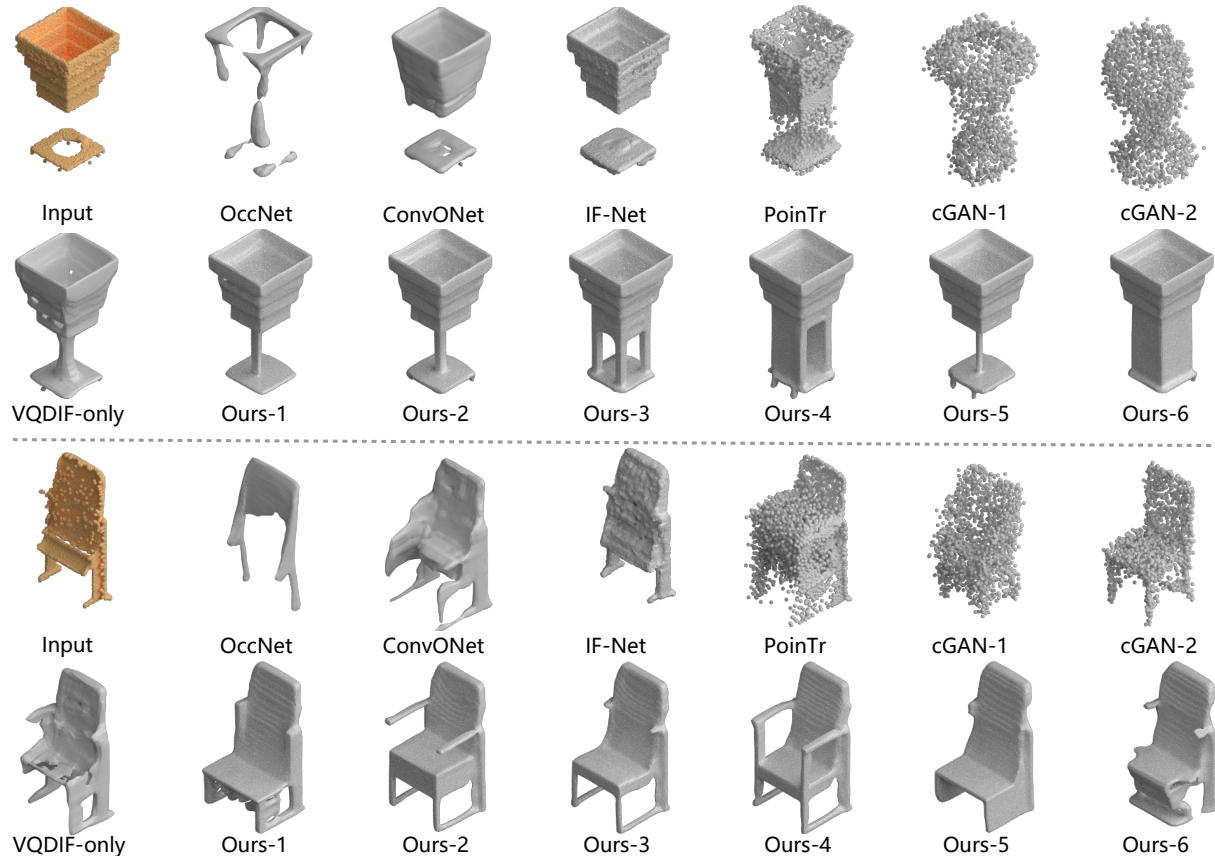 Input OccNet ConvONet IF-Net PoinTr cGAN-1 cGAN-2
VQDIF-only Ours-1 Ours-2 Ours-3 Ours-4 Ours-5 Ours-6
Input OccNet ConvONet IF-Net PoinTr cGAN-1 cGAN-2
VQDIF-only Ours-1 Ours-2 Ours-3 Ours-4 Ours-5 Ours-6